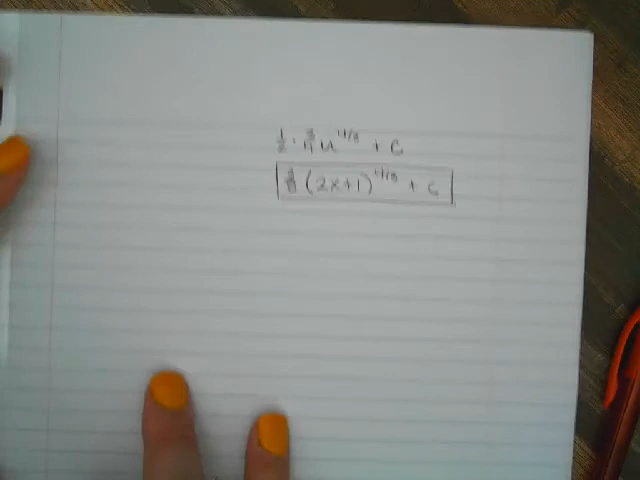 1/2 · 3/4 u^4/3 + C
3/8 (2x+1)^4/3 + C